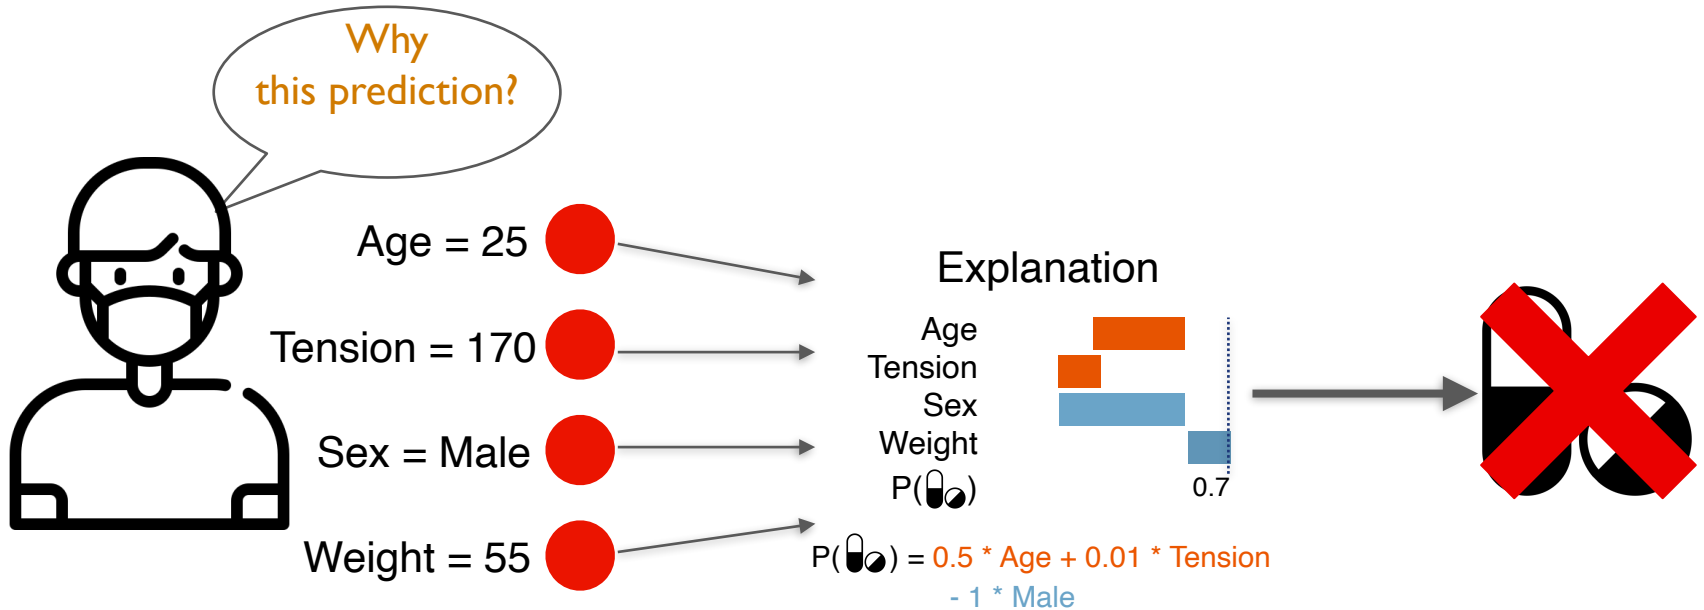 Why
this prediction?
Age = 25
Tension = 170
Sex = Male
Weight = 55
Explanation
Age
Tension
Sex
Weight
P( )
0.7
P( ) = 0.5 * Age + 0.01 * Tension
- 1 * Male